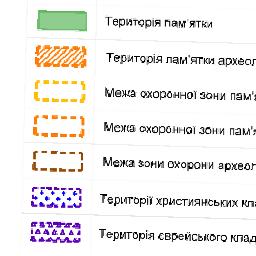 Територія пам'ятки
Територія пам'ятки археол
Межа охоронної зони пам'
Межа охоронної зони пам'
Межа зони охорони археол
Території християнських кла
Територія єврейського клад